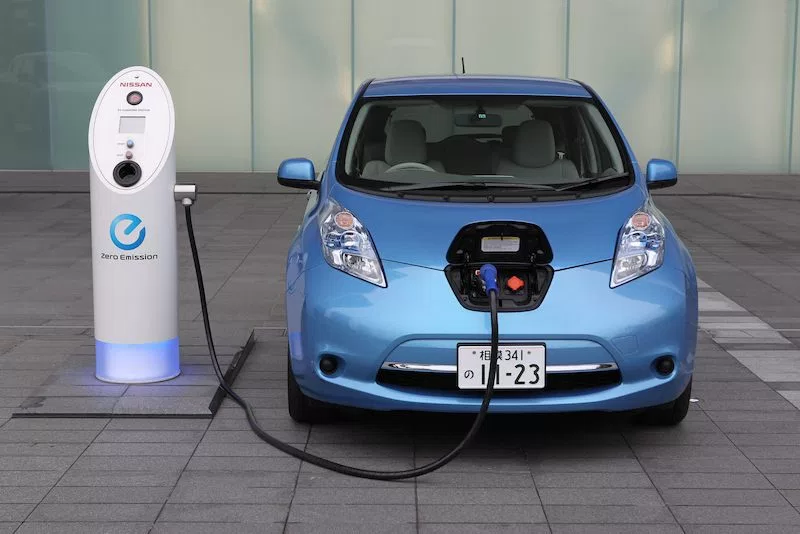 NISSAN
Zero Emission
相模 341
の 11-23